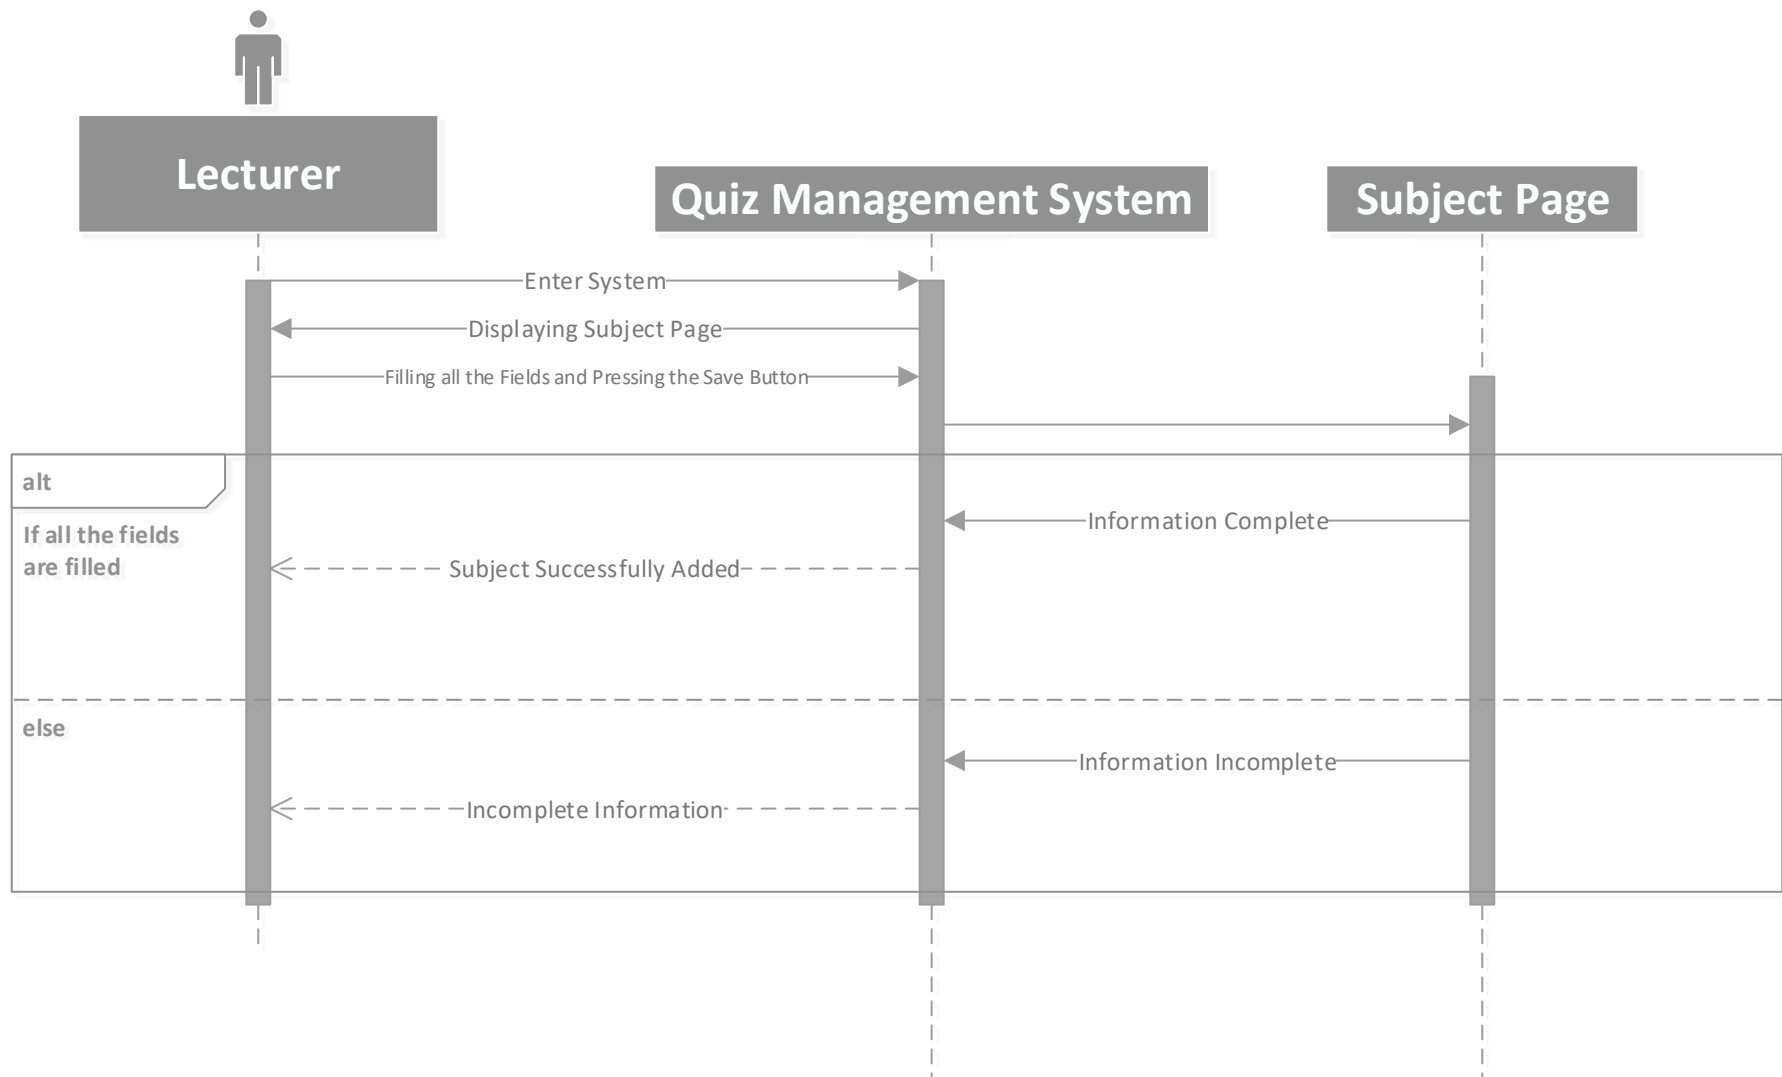 Lecturer
Quiz Management System
Subject Page
Enter System
Displaying Subject Page
Filling all the Fields and Pressing the Save Button
alt
If all the fields
are filled
Information Complete
Subject Successfully Added
else
Information Incomplete
Incomplete Information